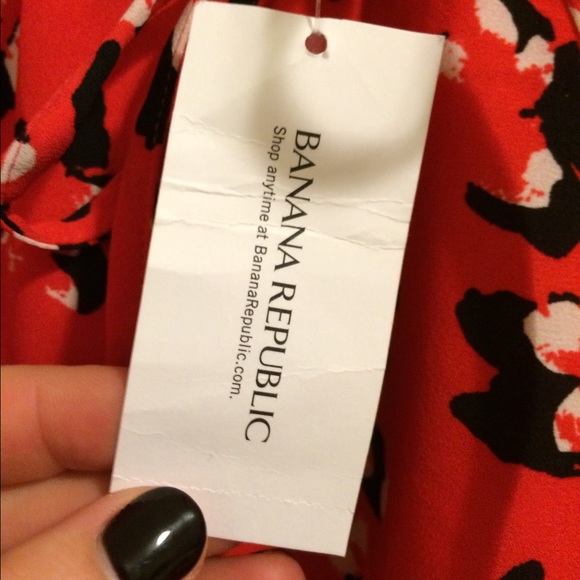 BANANA REPUBLIC
Shop anytime at BananaRepublic.com.